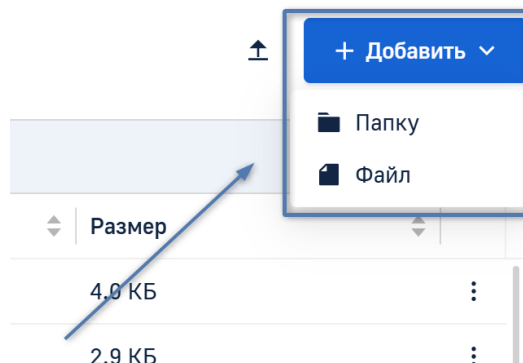 + Добавить
Папку
Файл
Размер
4.0 КБ
2.9 КБ